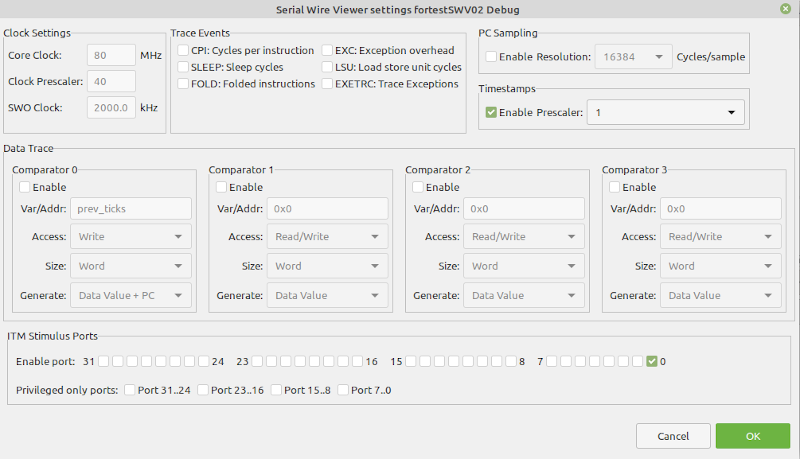 Serial Wire Viewer settings fortestSWV02 Debug
Clock Settings
Core Clock: 80 MHz
Clock Prescaler: 40
SWO Clock: 2000.0 kHz
Trace Events
CPI: Cycles per instruction EXC: Exception overhead
SLEEP: Sleep cycles LSU: Load store unit cycles
FOLD: Folded instructions EXETRC: Trace Exceptions
PC Sampling
Enable Resolution: 16384 Cycles/sample
Timestamps
Enable Prescaler: 1
Data Trace
Comparator 0
Enable
Var/Addr: prev_ticks
Access: Write
Size: Word
Generate: Data Value + PC
Comparator 1
Enable
Var/Addr: 0x0
Access: Read/Write
Size: Word
Generate: Data Value
Comparator 2
Enable
Var/Addr: 0x0
Access: Read/Write
Size: Word
Generate: Data Value
Comparator 3
Enable
Var/Addr: 0x0
Access: Read/Write
Size: Word
Generate: Data Value
ITM Stimulus Ports
Enable port: 31 24 23 16 15 8 7 0
Privileged only ports: Port 31..24 Port 23..16 Port 15..8 Port 7..0
Cancel OK